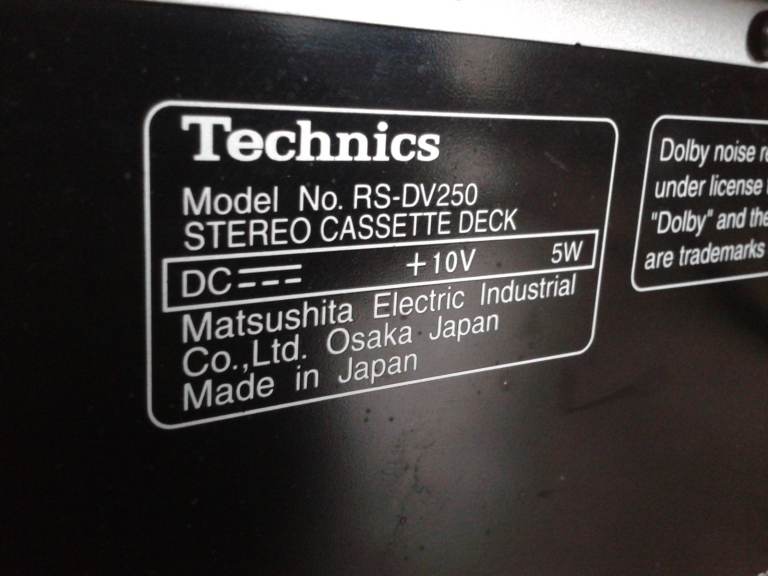 Technics
Model No. RS-DV250
STEREO CASSETTE DECK
DC +10V 5W
Matsushita Electric Industrial
Co.,Ltd. Osaka Japan
Made in Japan
Dolby noise
under license
"Dolby" and the
are trademarks